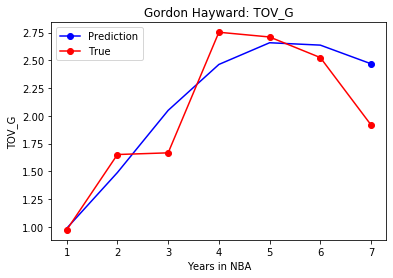 Gordon Hayward: TOV_G
Prediction
True
TOV_G
2.75
2.50
2.25
2.00
1.75
1.50
1.25
1.00
1 2 3 4 5 6 7
Years in NBA